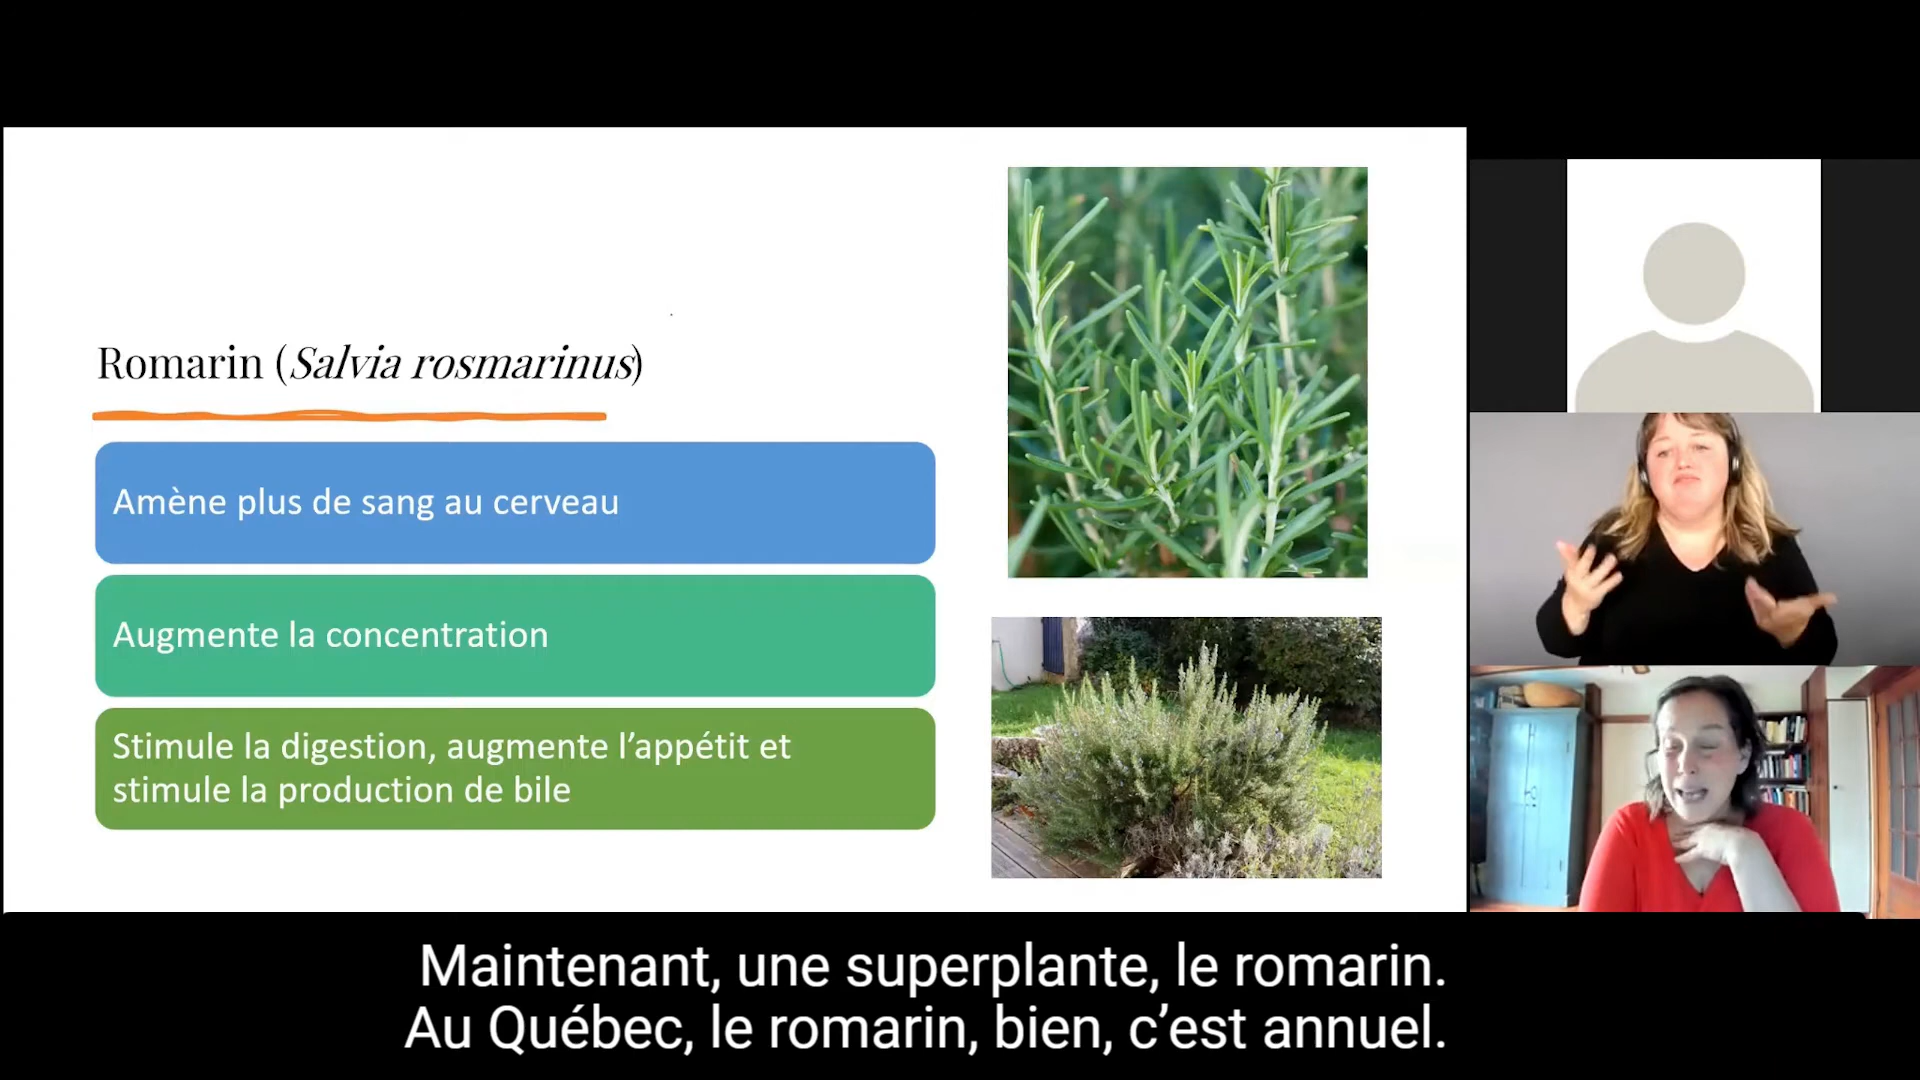 Romarin (Salvia rosmarinus)
Amène plus de sang au cerveau
Augmente la concentration
Stimule la digestion, augmente l’appétit et
stimule la production de bile
Maintenant, une superplante, le romarin.
Au Québec, le romarin, bien, c’est annuel.